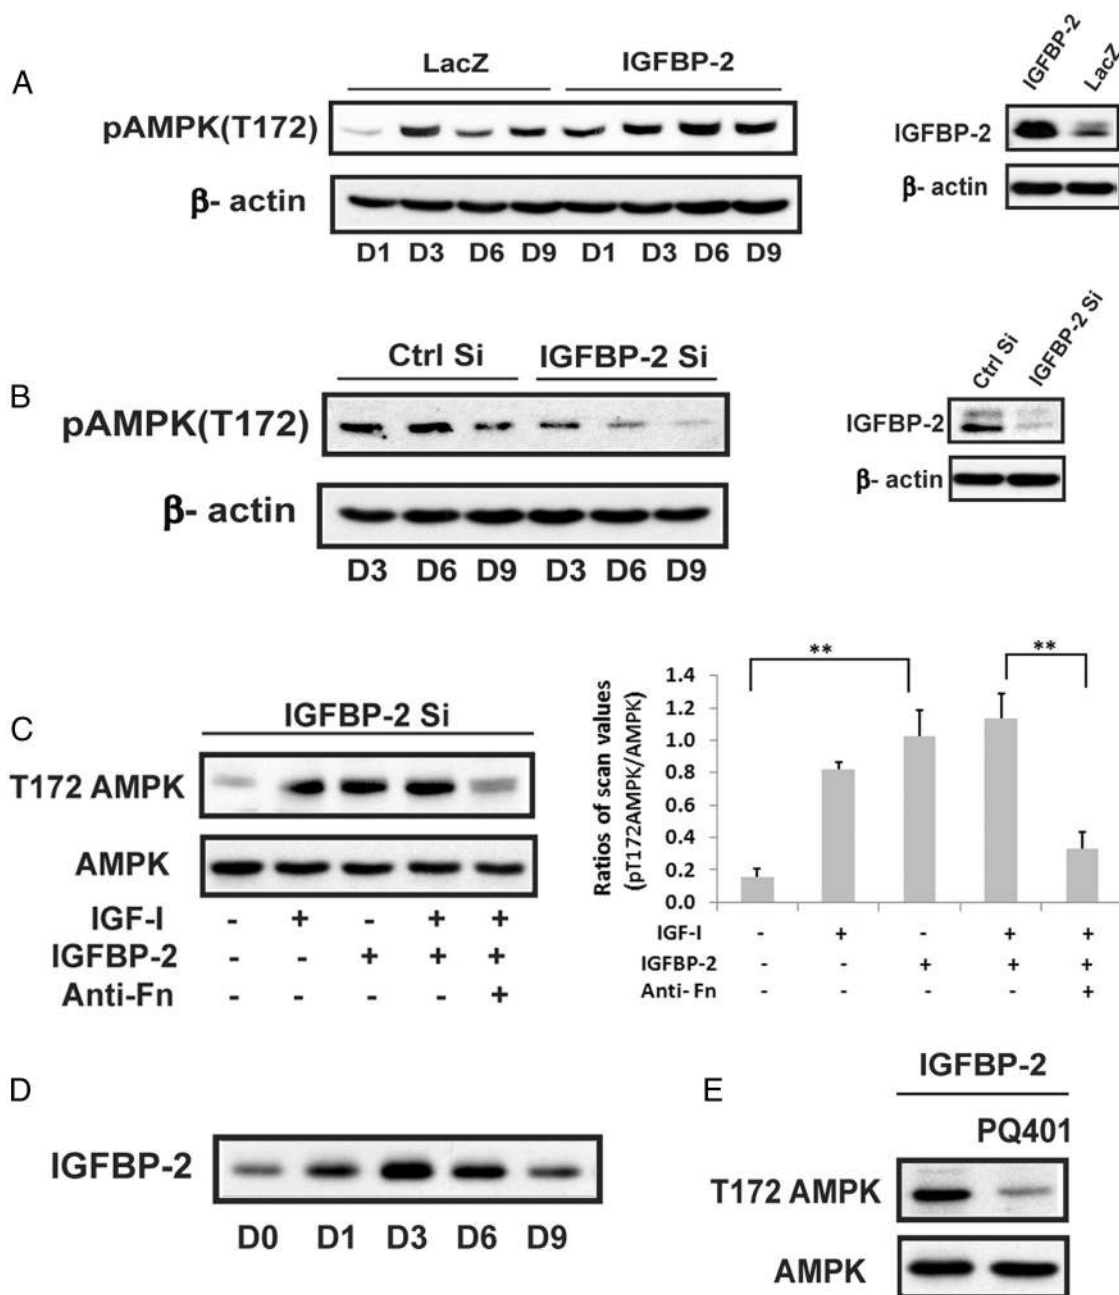 A
LacZ IGFBP-2
pAMPK(T172)
β- actin
D1 D3 D6 D9 D1 D3 D6 D9
IGFBP-2 LacZ
IGFBP-2
β- actin
B
Ctrl Si IGFBP-2 Si
pAMPK(T172)
β- actin
D3 D6 D9 D3 D6 D9
Ctrl Si IGFBP-2 Si
IGFBP-2
β- actin
C
IGFBP-2 Si
T172 AMPK
AMPK
IGF-I - + - + +
IGFBP-2 - - + + +
Anti-Fn - - - - +
Ratios of scan values
(pT172AMPK/AMPK)
** **
1.4
1.2
1.0
0.8
0.6
0.4
0.2
0.0
IGF-I - + - + +
IGFBP-2 - - + + +
Anti- Fn - - - - +
D
IGFBP-2
D0 D1 D3 D6 D9
E
IGFBP-2
PQ401
T172 AMPK
AMPK